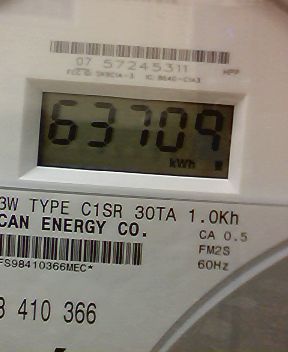 07 57245311
63709
kWh
3W TYPE C1SR 30TA 1.0Kh
CAN ENERGY CO.
CA 0.5
FM2S
60Hz
FS98410366MEC*
8 410 366